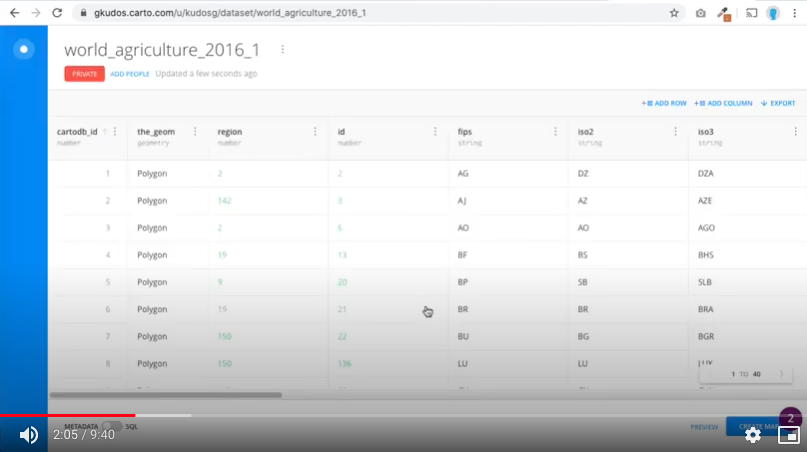 gkudos.carto.com/u/kudosg/dataset/world_agriculture_2016_1
world_agriculture_2016_1
PRIVATE ADD PEOPLE Updated a few seconds ago
ADD ROW ADD COLUMN EXPORT
cartodb_id the_geom region id fips iso2 iso3
number geometry number number string string string
1 Polygon 2 2 AG DZ DZA
2 Polygon 142 3 AJ AZ AZE
3 Polygon 2 6 AO AO AGO
4 Polygon 19 13 BF BS BHS
5 Polygon 9 20 BP SB SLB
6 Polygon 19 21 BR BR BRA
7 Polygon 150 22 BU BG BGR
8 Polygon 150 136 LU LU
1 TO 40
2
METADATA SQL PREVIEW CREATE MAP
2:05 / 9:40